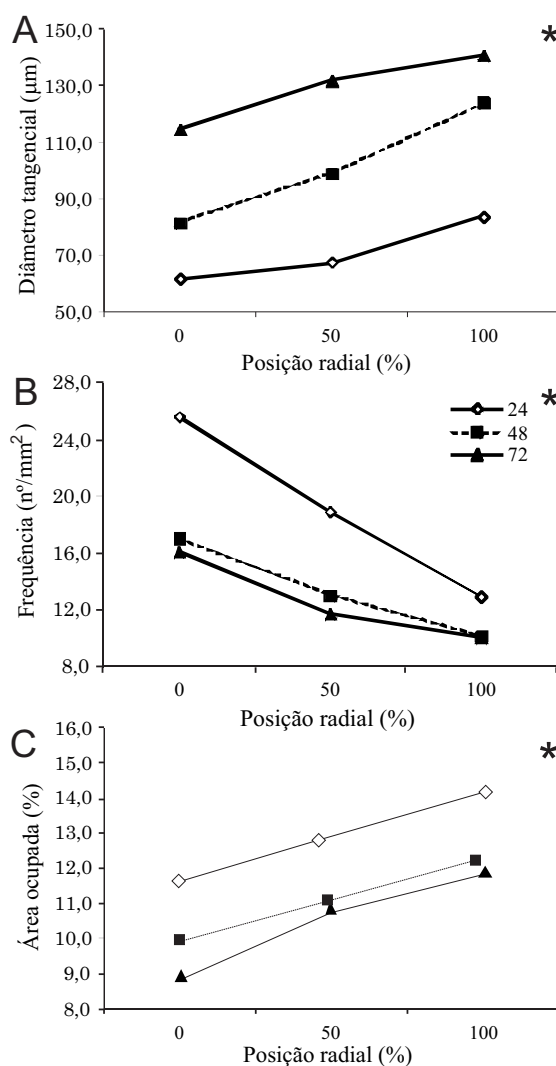 A
*
Diâmetro tangencial (µm)
150,0
130,0
110,0
90,0
70,0
50,0
0 50 100
Posição radial (%)
B
*
Frequência (nº/mm²)
28,0
24,0
20,0
16,0
12,0
8,0
24
48
72
0 50 100
Posição radial (%)
C
*
Área ocupada (%)
16,0
15,0
14,0
13,0
12,0
11,0
10,0
9,0
8,0
0 50 100
Posição radial (%)